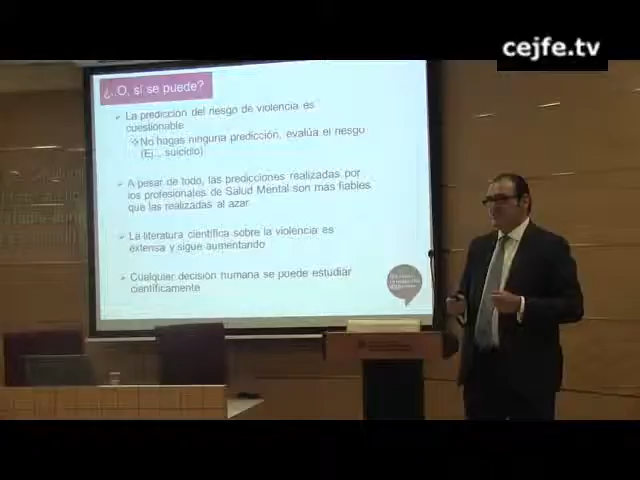 cejfe.tv
¿..O, sí se puede?
La predicción del riesgo de violencia es
cuestionable
No hagas ninguna predicción, evalúa el riesgo
(Ej... suicidio)
A pesar de todo, las predicciones realizadas por
los profesionales de Salud Mental son más fiables
que las realizadas al azar
La literatura científica sobre la violencia es
extensa y sigue aumentando
Cualquier decisión humana se puede estudiar
científicamente